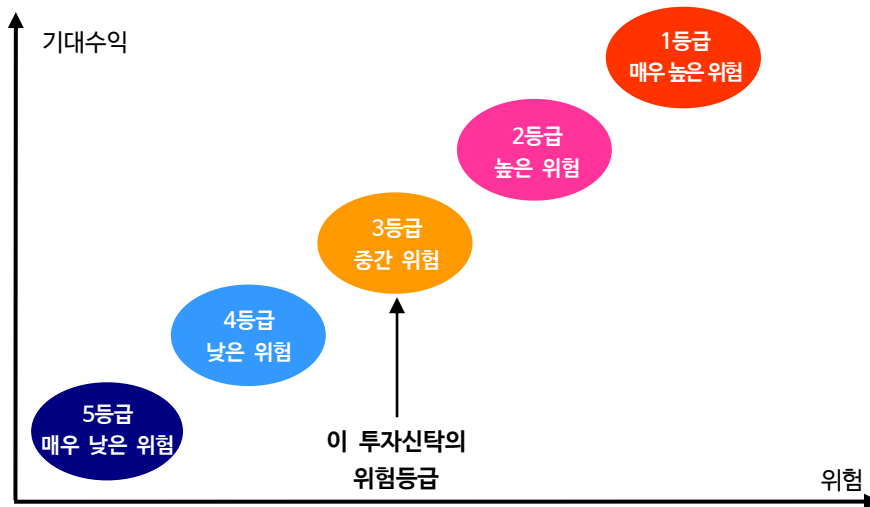 기대수익
1등급
매우 높은 위험
2등급
높은 위험
3등급
중간 위험
4등급
낮은 위험
5등급
매우 낮은 위험
이 투자신탁의
위험등급
위험